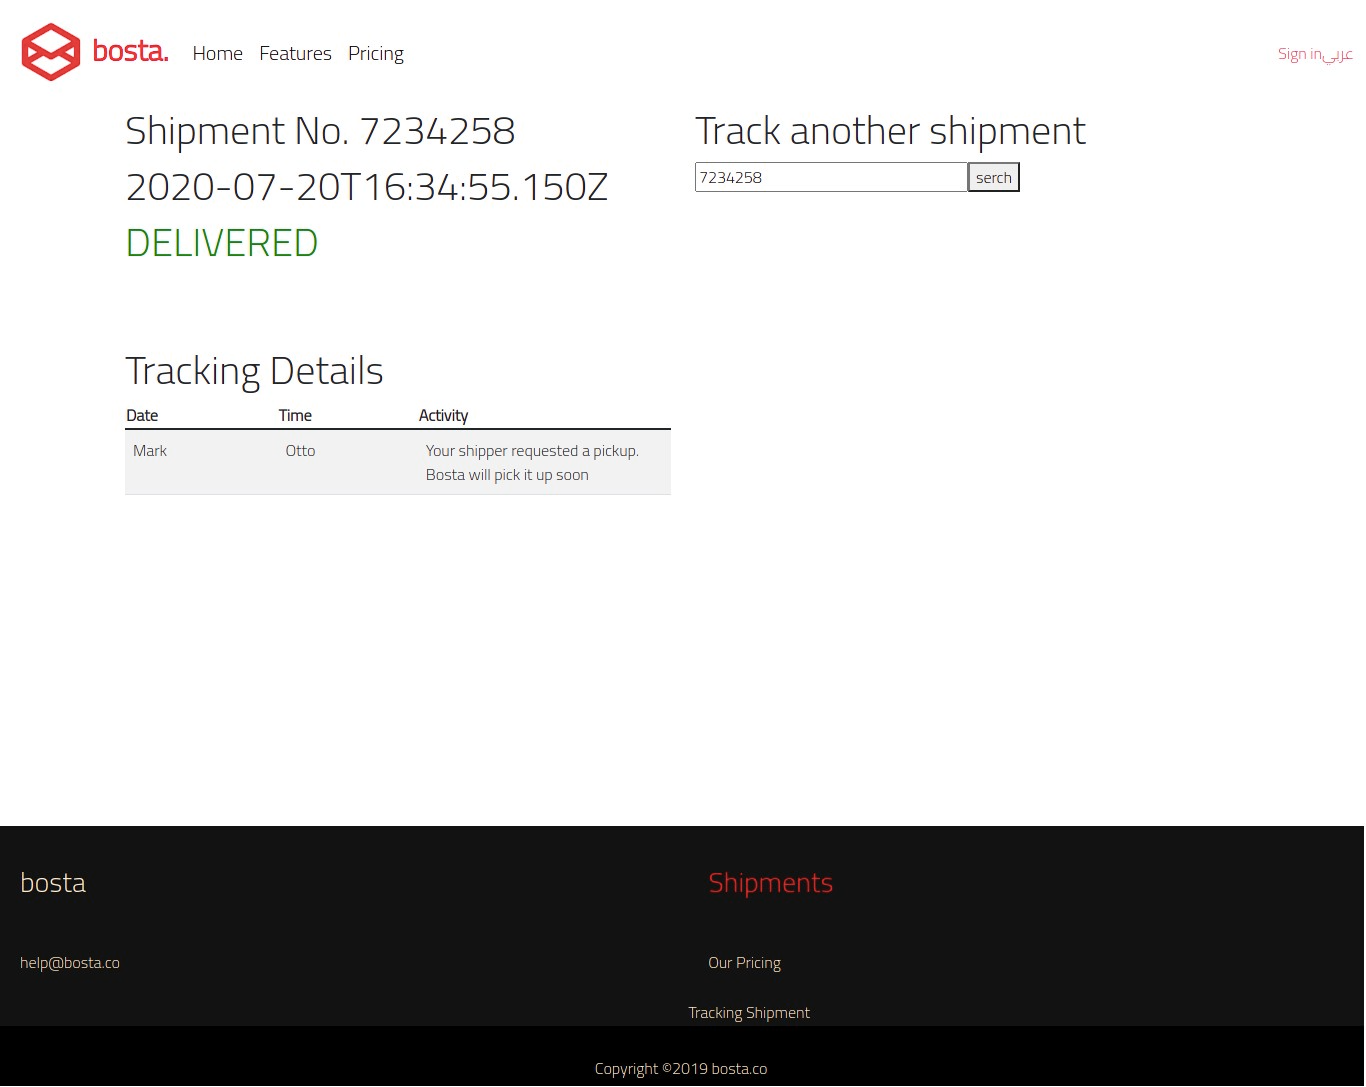 bosta. Home Features Pricing Sign in عربي
Shipment No. 7234258
2020-07-20T16:34:55.150Z
DELIVERED
Track another shipment
7234258 serch
Tracking Details
Date Time Activity
Mark Otto Your shipper requested a pickup.
Bosta will pick it up soon
bosta
help@bosta.co
Shipments
Our Pricing
Tracking Shipment
Copyright ©2019 bosta.co